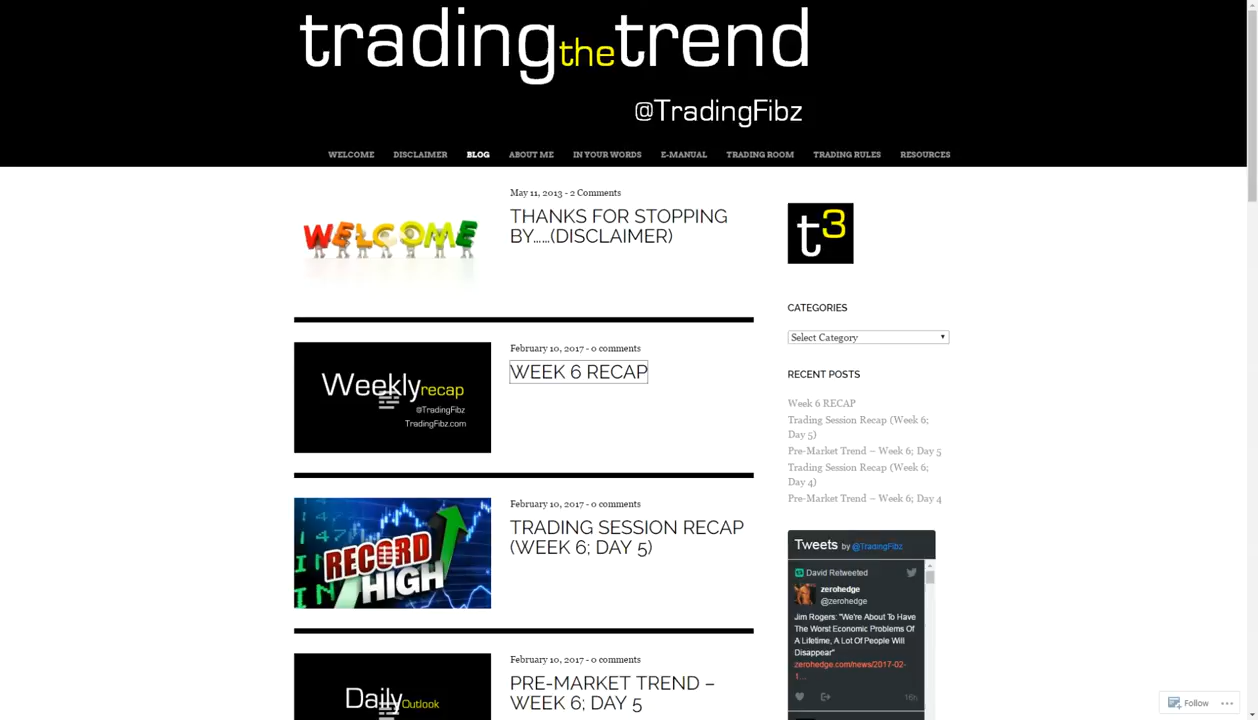 tradingthetrend
@TradingFibz
WELCOME DISCLAIMER BLOG ABOUT ME IN YOUR WORDS E-MANUAL TRADING ROOM TRADING RULES RESOURCES
May 11, 2013 - 2 Comments
THANKS FOR STOPPING
BY……(DISCLAIMER)
WELCOME
February 10, 2017 - 0 comments
WEEK 6 RECAP
Weeklyrecap
@TradingFibz
TradingFibz.com
February 10, 2017 - 0 comments
TRADING SESSION RECAP
(WEEK 6; DAY 5)
RECORD
HIGH
February 10, 2017 - 0 comments
PRE-MARKET TREND –
WEEK 6; DAY 5
Daily Outlook
t3
CATEGORIES
Select Category
RECENT POSTS
Week 6 RECAP
Trading Session Recap (Week 6;
Day 5)
Pre-Market Trend – Week 6; Day 5
Trading Session Recap (Week 6;
Day 4)
Pre-Market Trend – Week 6; Day 4
Tweets by @TradingFibz
David Retweeted
zerohedge
@zerohedge
Jim Rogers: "We're About To Have
The Worst Economic Problems Of
A Lifetime, A Lot Of People Will
Disappear"
zerohedge.com/news/2017-02-
1…
16h
Follow